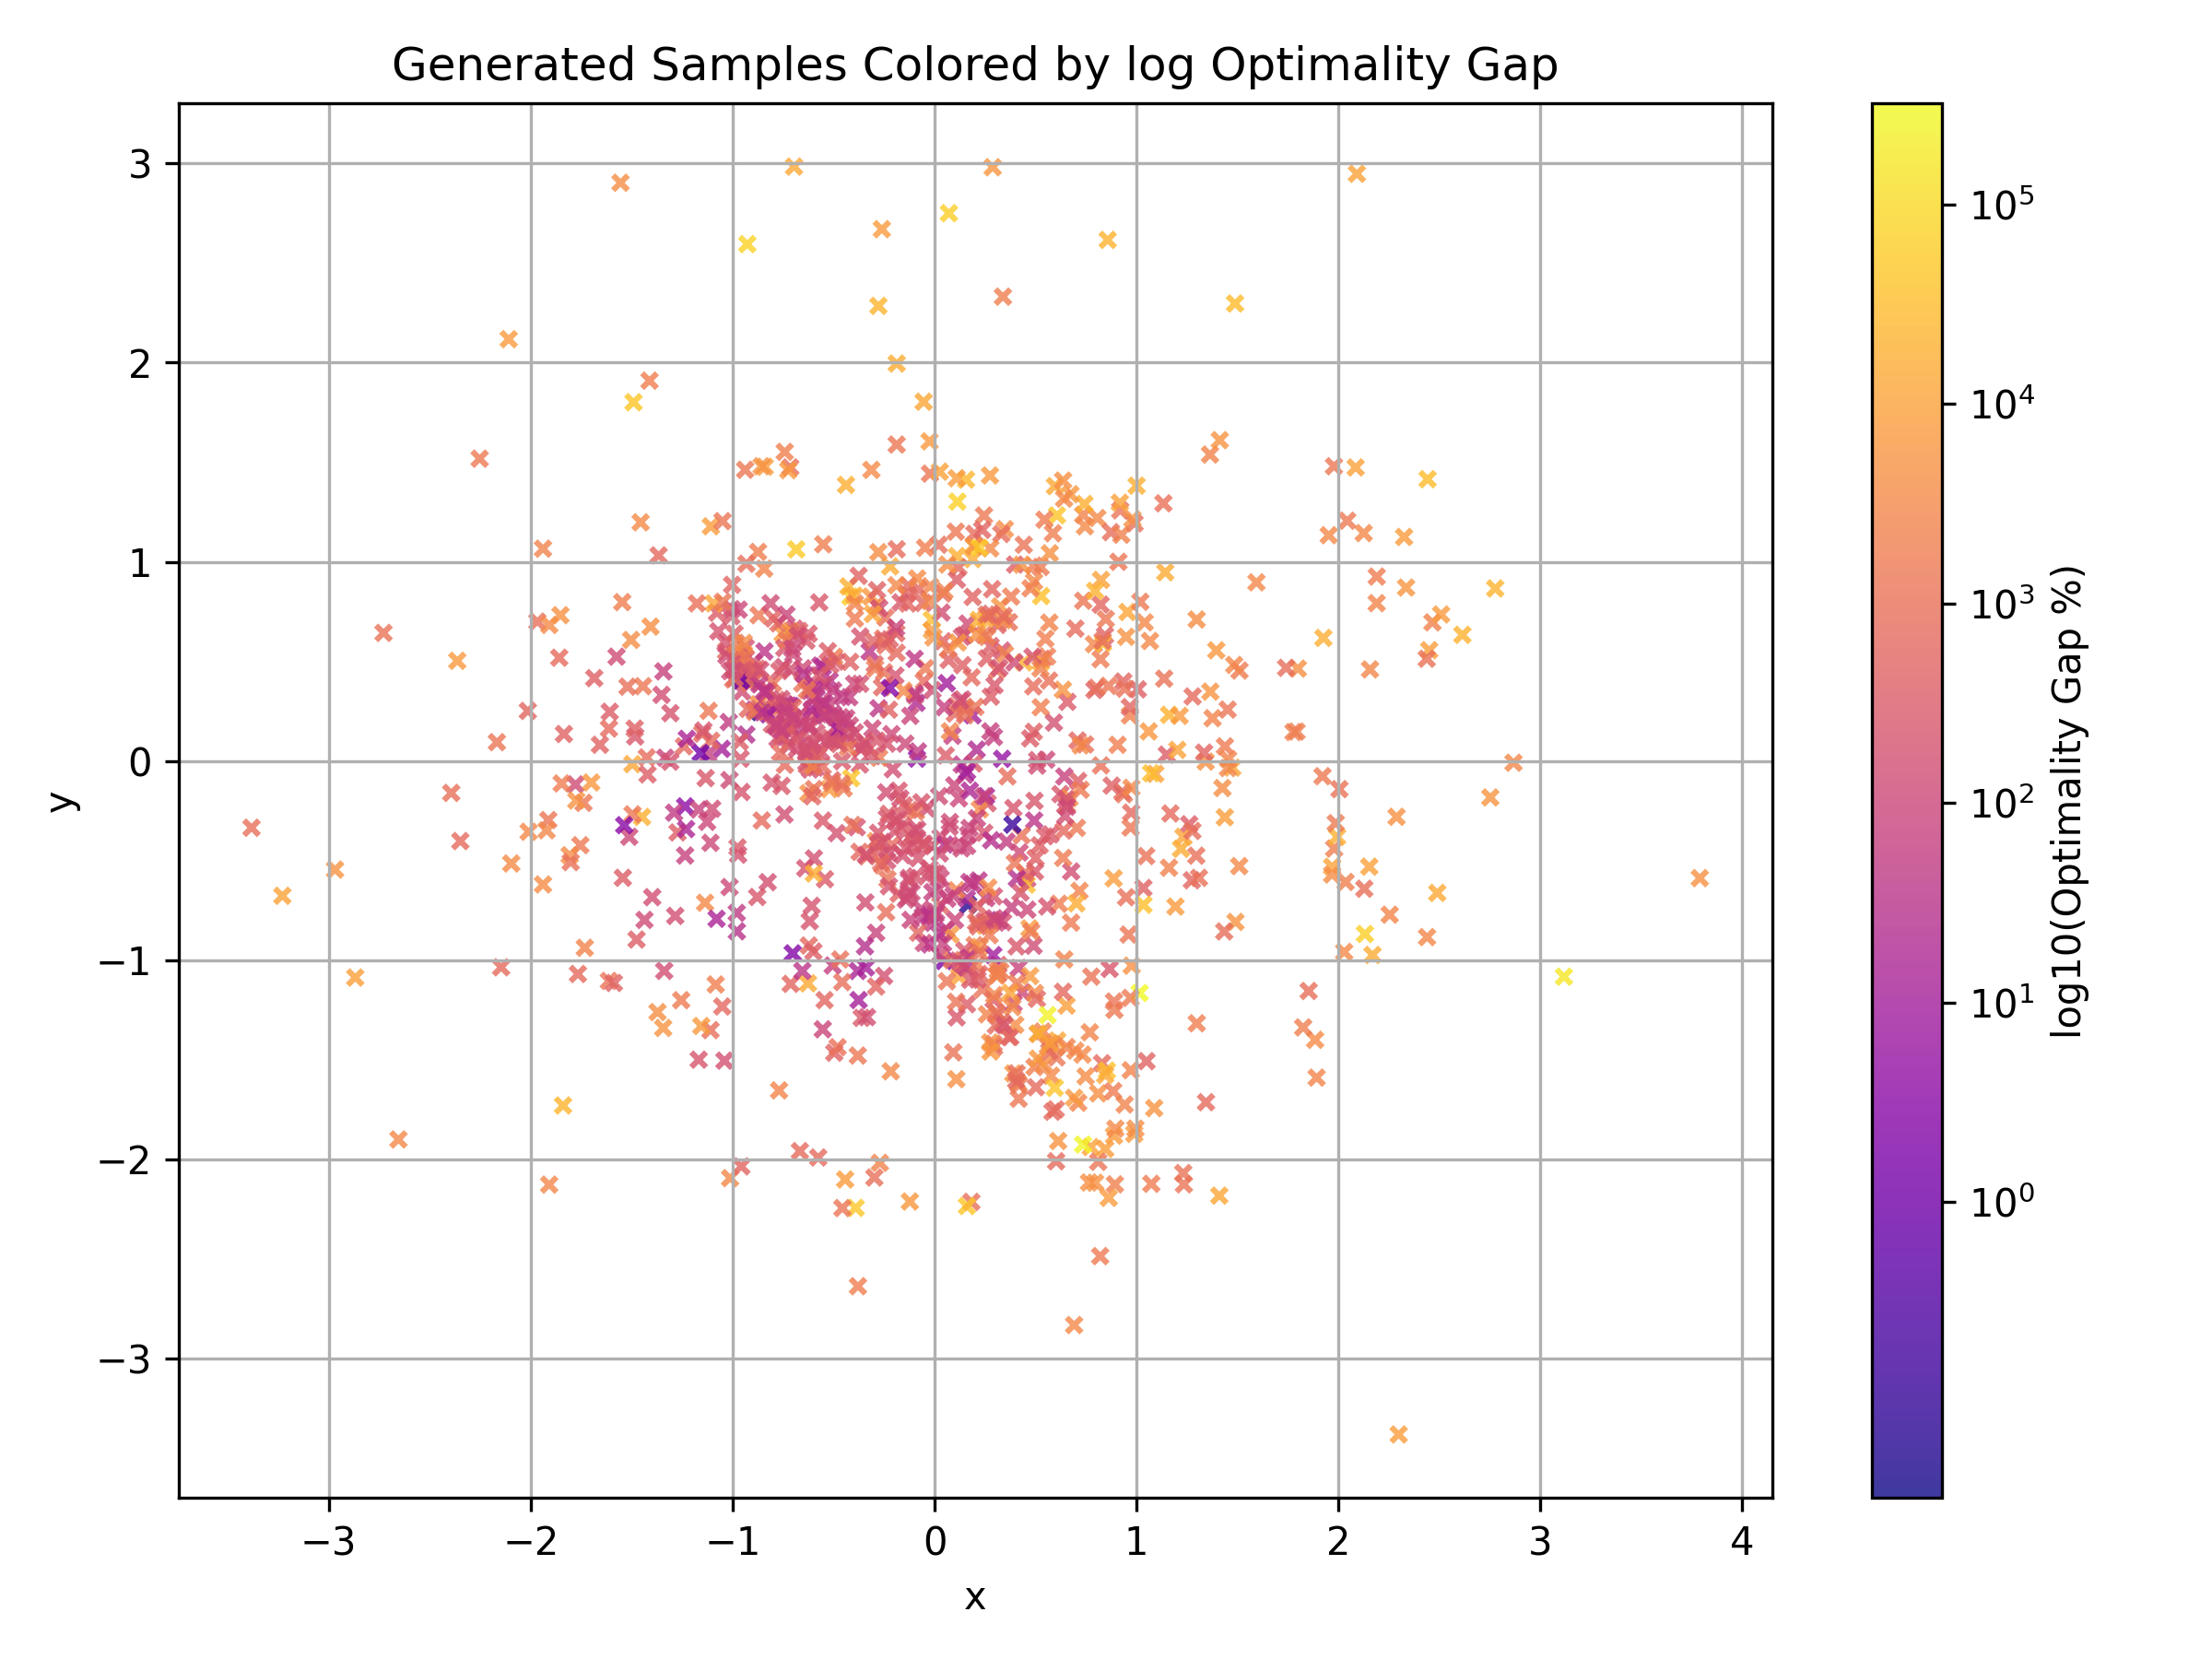 Generated Samples Colored by log Optimality Gap
3
2
1
0
−1
−2
−3
y
−3 −2 −1 0 1 2 3 4
x
10⁵
10⁴
10³
10²
10¹
10⁰
log10(Optimality Gap %)